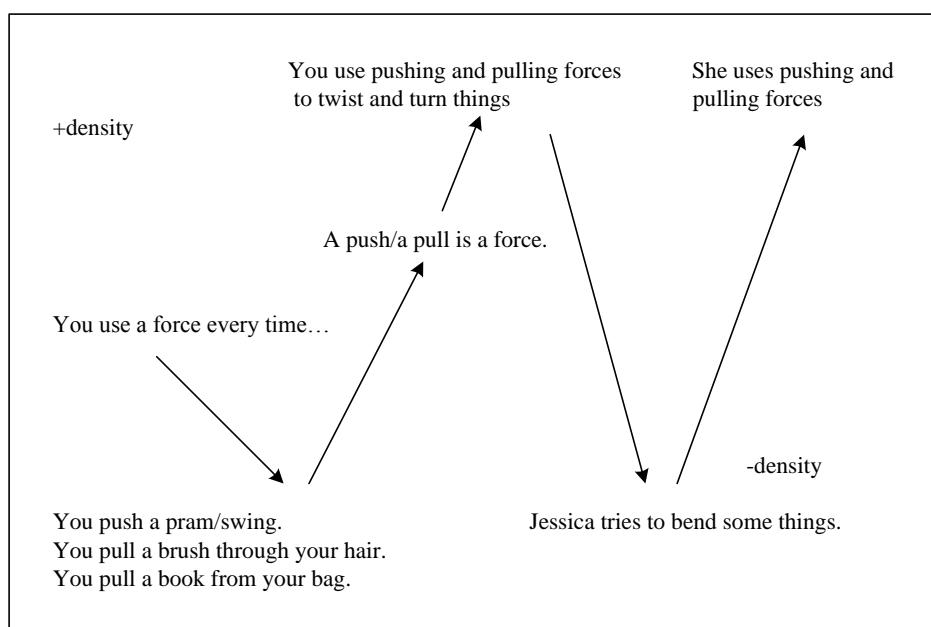 You use pushing and pulling forces
to twist and turn things
She uses pushing and
pulling forces
+density
A push/a pull is a force.
You use a force every time…
-density
You push a pram/swing.
You pull a brush through your hair.
You pull a book from your bag.
Jessica tries to bend some things.